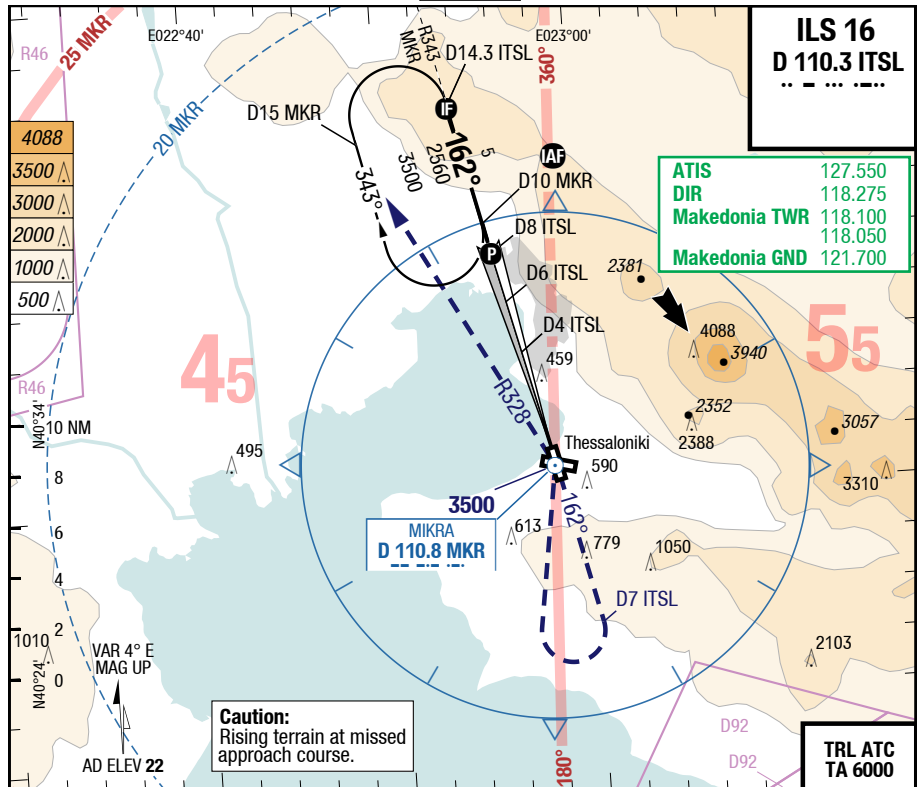 ILS 16
D 110.3 ITSL
R46
25 MKR
E022°40'
R343
MKR
D14.3 ITSL
E023°00'
360°
20 MKR
D15 MKR
IF
IAF
4088
3500
3000
2000
1000
500
162°
5
3500
2560
343°
D10 MKR
D8 ITSL
P
D6 ITSL
D4 ITSL
ATIS 127.550
DIR 118.275
Makedonia TWR 118.100
118.050
Makedonia GND 121.700
2381
4088
3940
45
55
459
R46
N40°34'
10 NM
8
6
4
2
0
R328
2352
2388
3057
3310
495
Thessaloniki
590
3500
162°
MIKRA
D 110.8 MKR
613
779
1050
D7 ITSL
2103
1010
N40°24'
VAR 4° E
MAG UP
AD ELEV 22
Caution:
Rising terrain at missed
approach course.
180°
D92
D92
TRL ATC
TA 6000